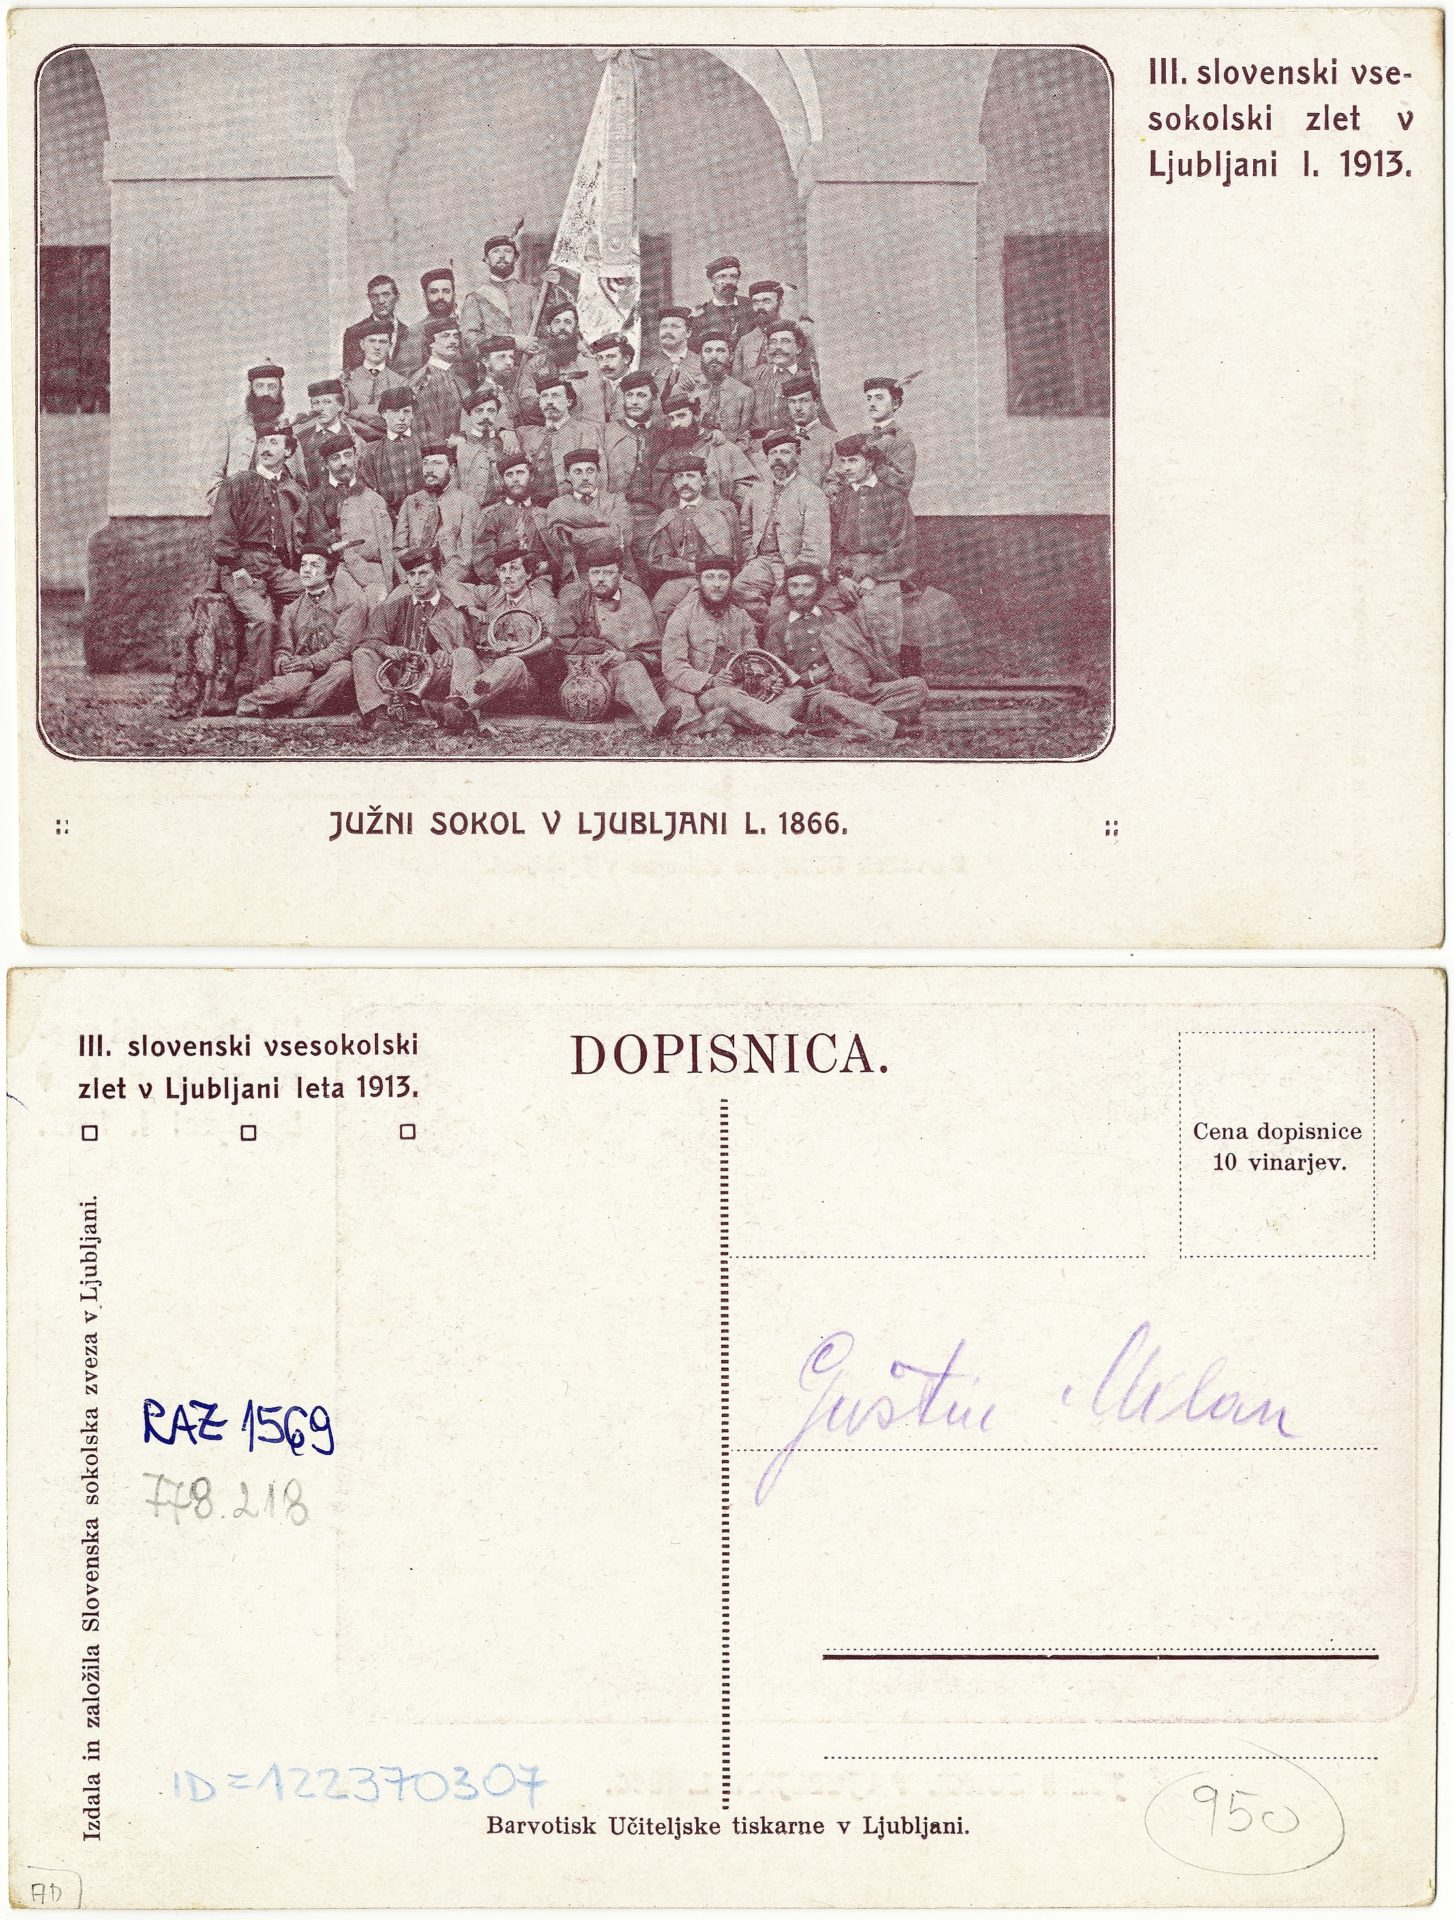 III. slovenski vse-
sokolski zlet v
Ljubljani l. 1913.
JUŽNI SOKOL V LJUBLJANI L. 1866.
III. slovenski vsesokolski
zlet v Ljubljani leta 1913.
DOPISNICA.
Cena dopisnice
10 vinarjev.
Izdala in založila Slovenska sokolska zveza v Ljubljani.
RAZ 1569
778.218
Guštin Milan
ID=122370307
Barvotisk Učiteljske tiskarne v Ljubljani.
950
AD